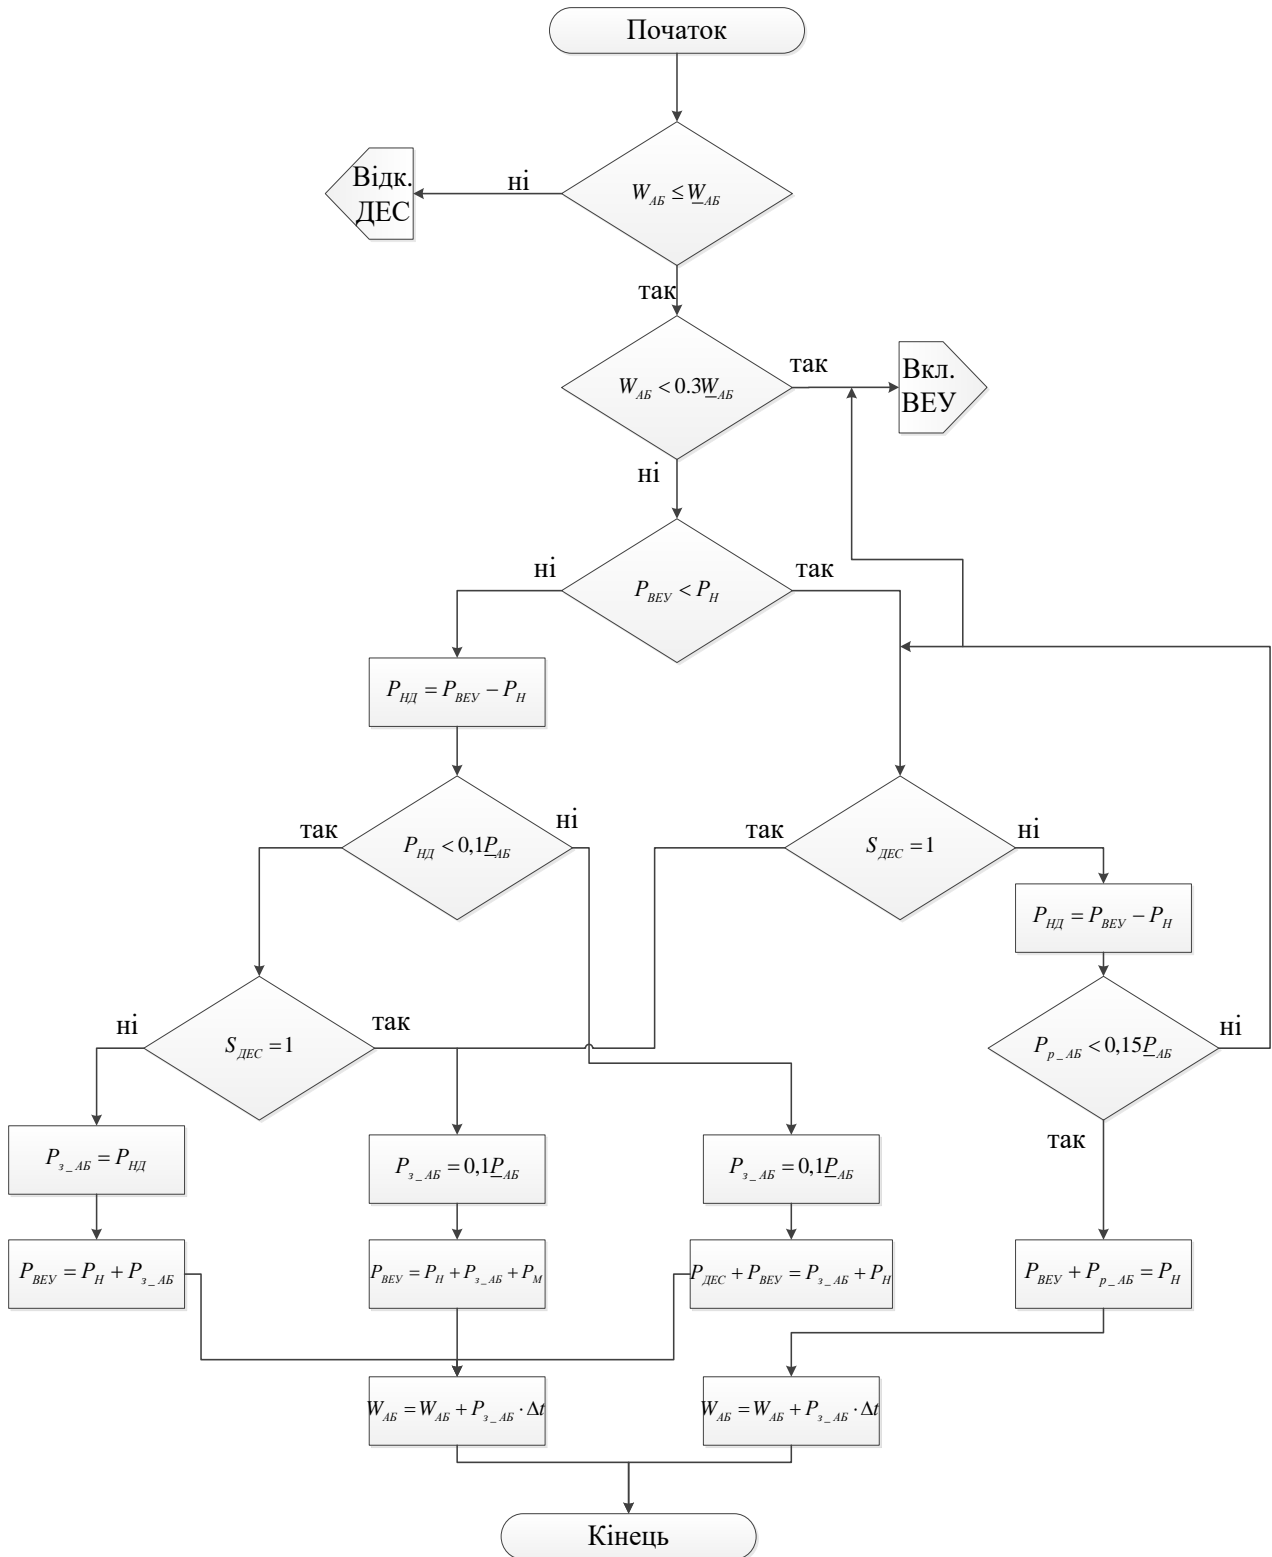 Початок
Відк.
ДЕС
ні
W_АБ ≤ W̲_АБ
так
W_АБ < 0.3W̲_АБ
так
Вкл.
ВЕУ
ні
ні
P_ВЕУ < P_Н
так
P_НД = P_ВЕУ − P_Н
так
P_НД < 0,1P̲_АБ
ні
так
S_ДЕС = 1
ні
P_НД = P_ВЕУ − P_Н
ні
S_ДЕС = 1
так
P_р_АБ < 0,15P̲_АБ
ні
так
P_з_АБ = P_НД
P_з_АБ = 0,1P̲_АБ
P_з_АБ = 0,1P̲_АБ
P_ВЕУ = P_Н + P_з_АБ
P_ВЕУ = P_Н + P_з_АБ + P_М
P_ДЕС + P_ВЕУ = P_з_АБ + P_Н
P_ВЕУ + P_р_АБ = P_Н
W_АБ = W_АБ + P_з_АБ · Δt
W_АБ = W_АБ + P_з_АБ · Δt
Кінець